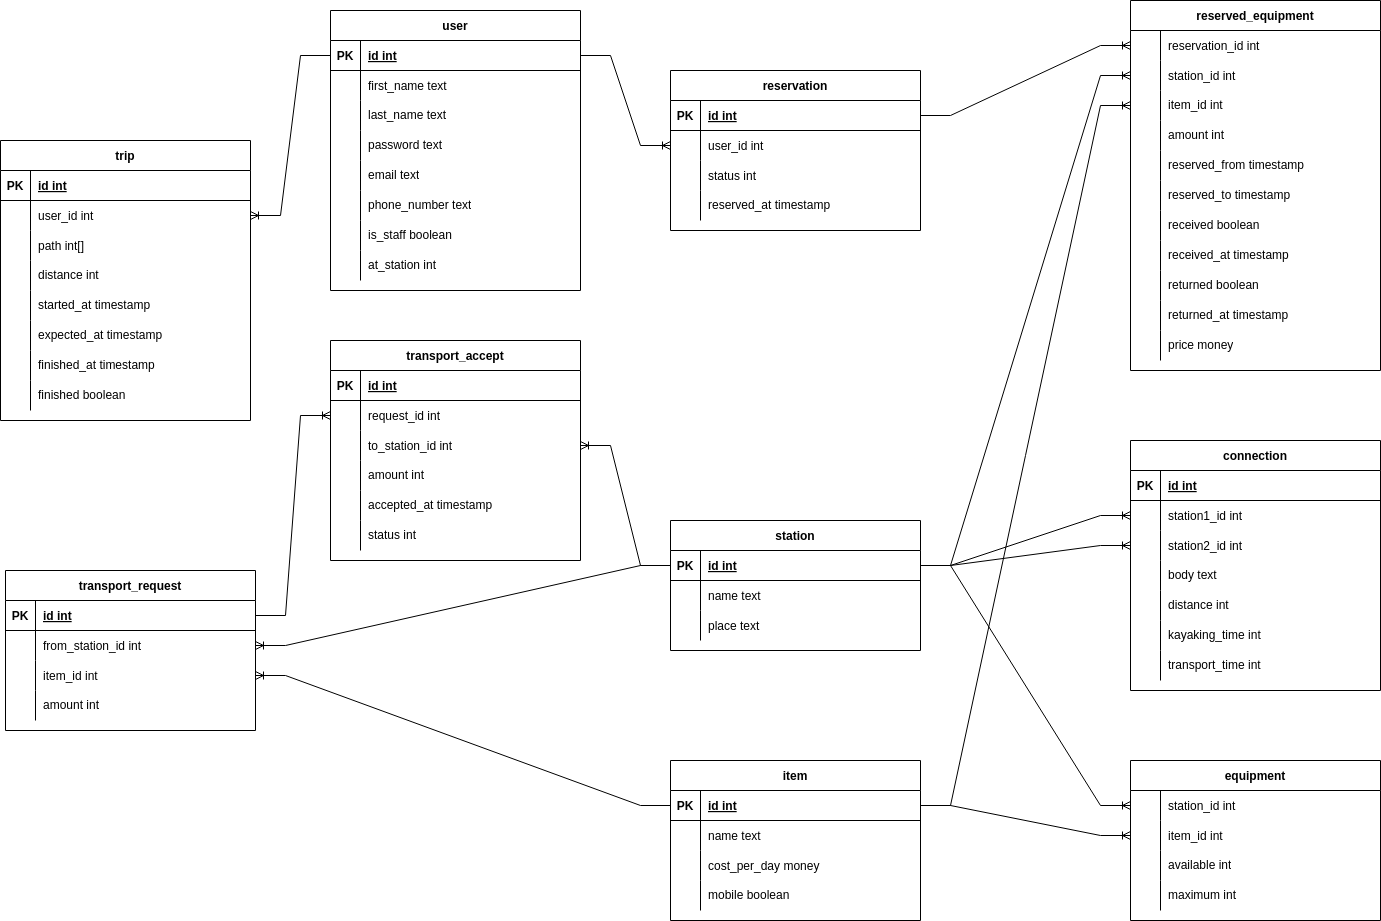 user
PK id int
first_name text
last_name text
password text
email text
phone_number text
is_staff boolean
at_station int
reservation
PK id int
user_id int
status int
reserved_at timestamp
reserved_equipment
reservation_id int
station_id int
item_id int
amount int
reserved_from timestamp
reserved_to timestamp
received boolean
received_at timestamp
returned boolean
returned_at timestamp
price money
trip
PK id int
user_id int
path int[]
distance int
started_at timestamp
expected_at timestamp
finished_at timestamp
finished boolean
transport_accept
PK id int
request_id int
to_station_id int
amount int
accepted_at timestamp
status int
connection
PK id int
station1_id int
station2_id int
body text
distance int
kayaking_time int
transport_time int
station
PK id int
name text
place text
transport_request
PK id int
from_station_id int
item_id int
amount int
item
PK id int
name text
cost_per_day money
mobile boolean
equipment
station_id int
item_id int
available int
maximum int